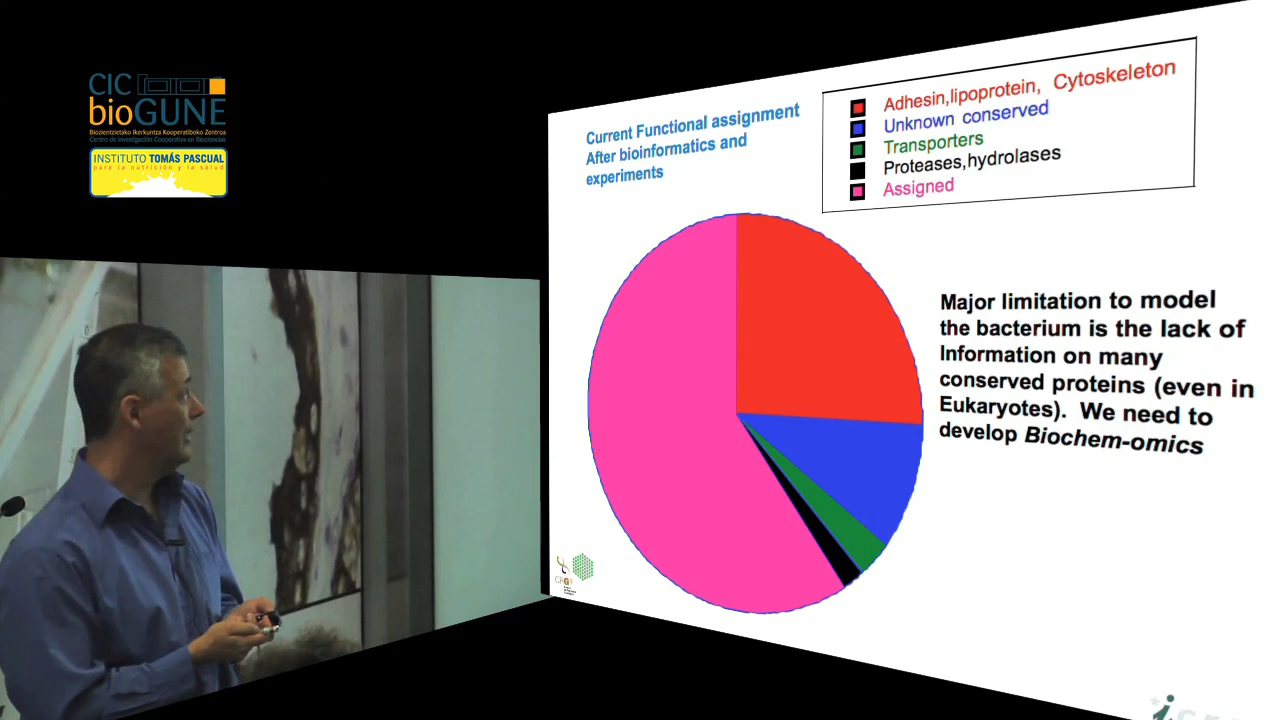 CIC
bioGUNE
Biozientzietako Ikerkuntza Kooperatiboko Zentroa
Centro de Investigación Cooperativa en Biociencias
INSTITUTO TOMÁS PASCUAL
para la nutrición y la salud
Current Functional assignment
After bioinformatics and
experiments
Adhesin,lipoprotein, Cytoskeleton
Unknown conserved
Transporters
Proteases,hydrolases
Assigned
Major limitation to model
the bacterium is the lack of
Information on many
conserved proteins (even in
Eukaryotes). We need to
develop Biochem-omics
CRG